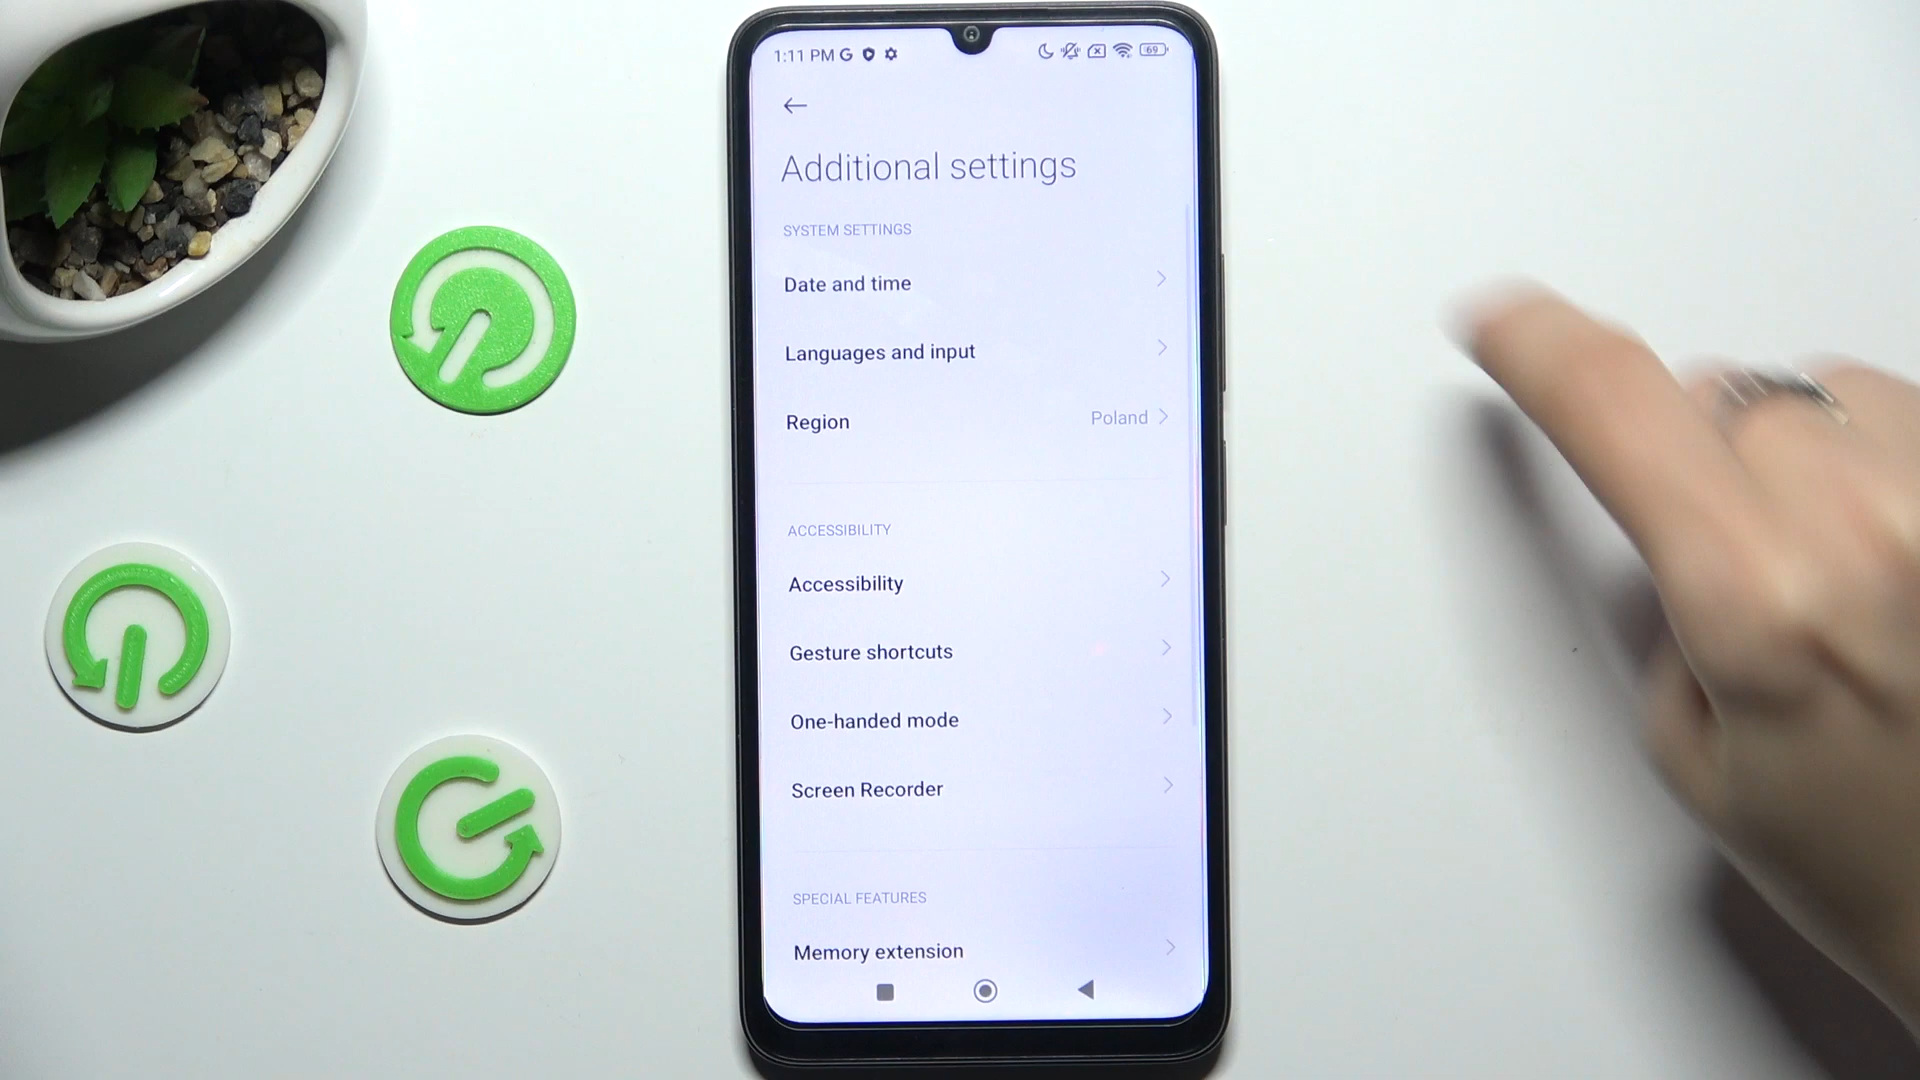 1:11 PM G 69
Additional settings
SYSTEM SETTINGS
Date and time
Languages and input
Region Poland
ACCESSIBILITY
Accessibility
Gesture shortcuts
One-handed mode
Screen Recorder
SPECIAL FEATURES
Memory extension